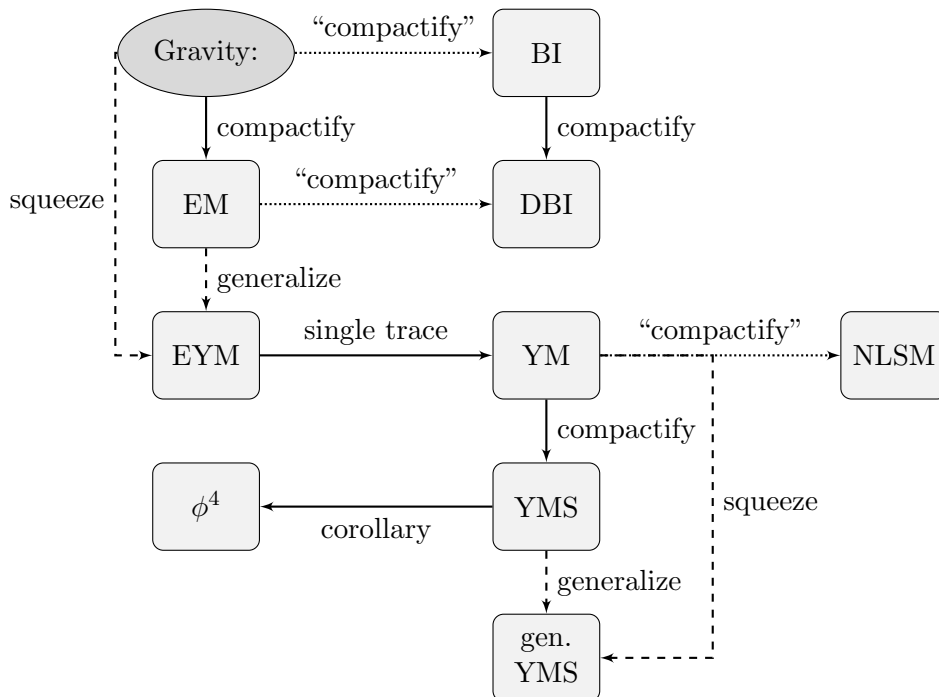 “compactify”
Gravity:
BI
compactify
compactify
“compactify”
squeeze
EM
DBI
generalize
single trace
“compactify”
EYM
YM
NLSM
compactify
squeeze
ϕ⁴
YMS
corollary
generalize
gen.
YMS